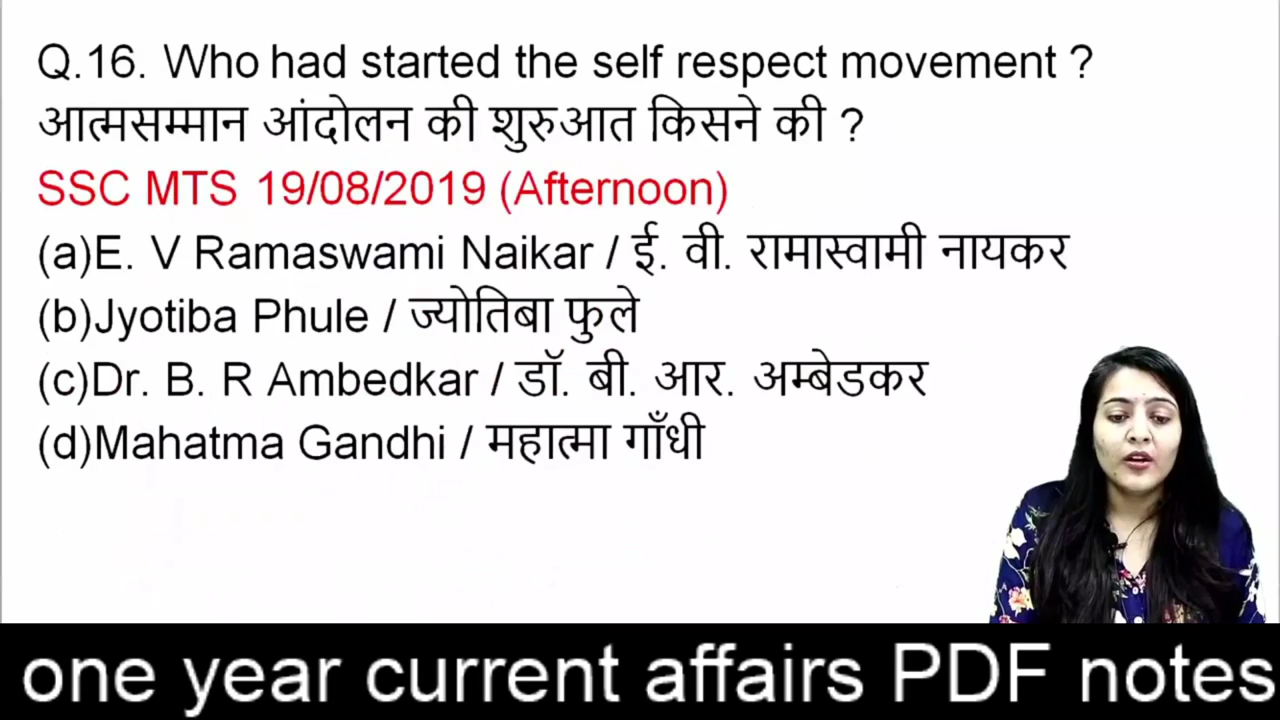 Q.16. Who had started the self respect movement ?
आत्मसम्मान आंदोलन की शुरुआत किसने की ?
SSC MTS 19/08/2019 (Afternoon)
(a)E. V Ramaswami Naikar / ई. वी. रामास्वामी नायकर
(b)Jyotiba Phule / ज्योतिबा फुले
(c)Dr. B. R Ambedkar / डॉ. बी. आर. अम्बेडकर
(d)Mahatma Gandhi / महात्मा गाँधी
one year current affairs PDF notes